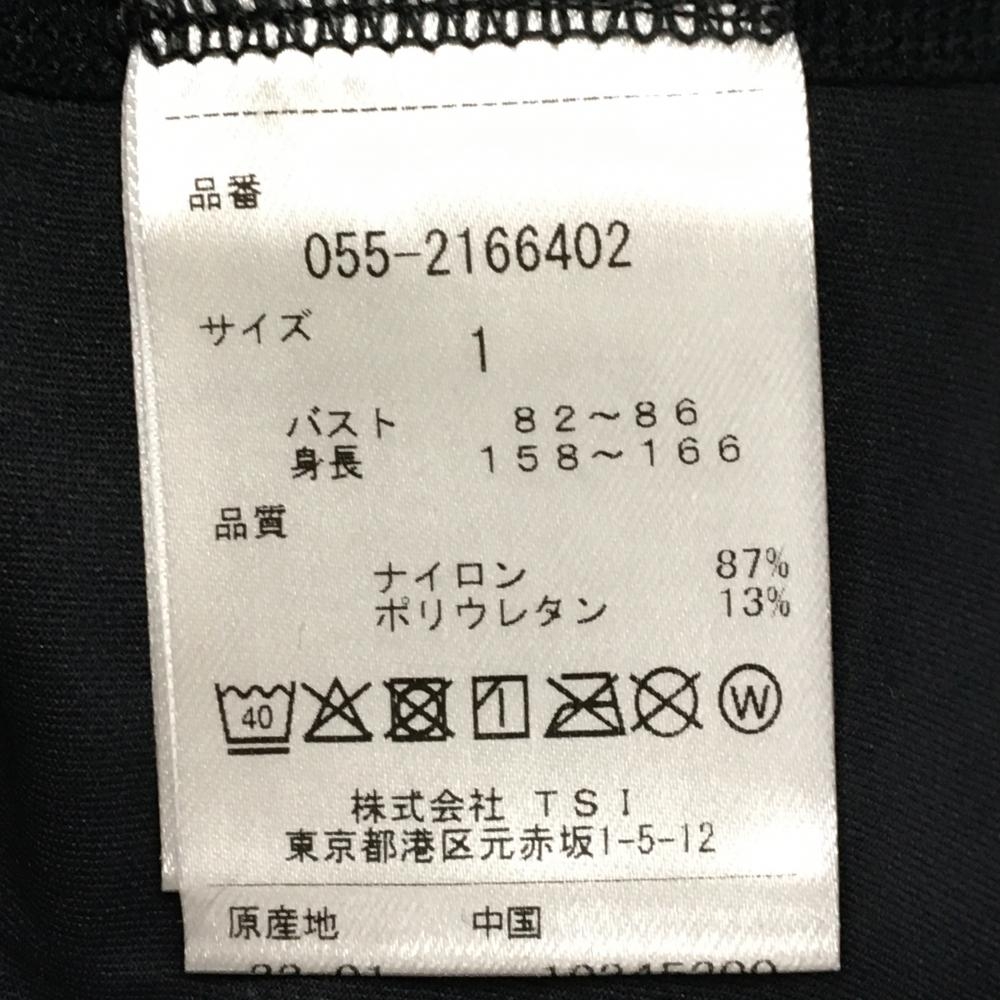 品番
055-2166402
サイズ 1
バスト 82〜86
身長 158〜166
品質
ナイロン 87%
ポリウレタン 13%
40 1 W
株式会社 TSI
東京都港区元赤坂1-5-12
原産地 中国